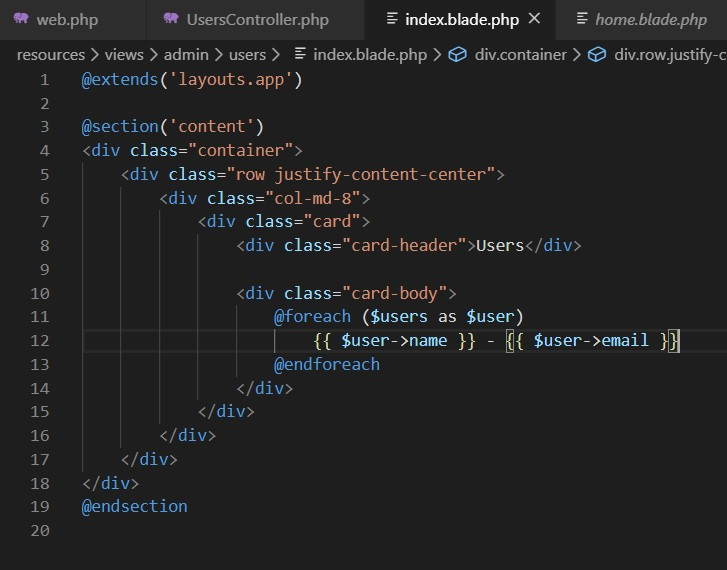 web.php UsersController.php index.blade.php home.blade.php
resources > views > admin > users > index.blade.php > div.container > div.row.justify-c
1 @extends('layouts.app')
2
3 @section('content')
4 <div class="container">
5 <div class="row justify-content-center">
6 <div class="col-md-8">
7 <div class="card">
8 <div class="card-header">Users</div>
9
10 <div class="card-body">
11 @foreach ($users as $user)
12 {{ $user->name }} - {{ $user->email }}
13 @endforeach
14 </div>
15 </div>
16 </div>
17 </div>
18 </div>
19 @endsection
20